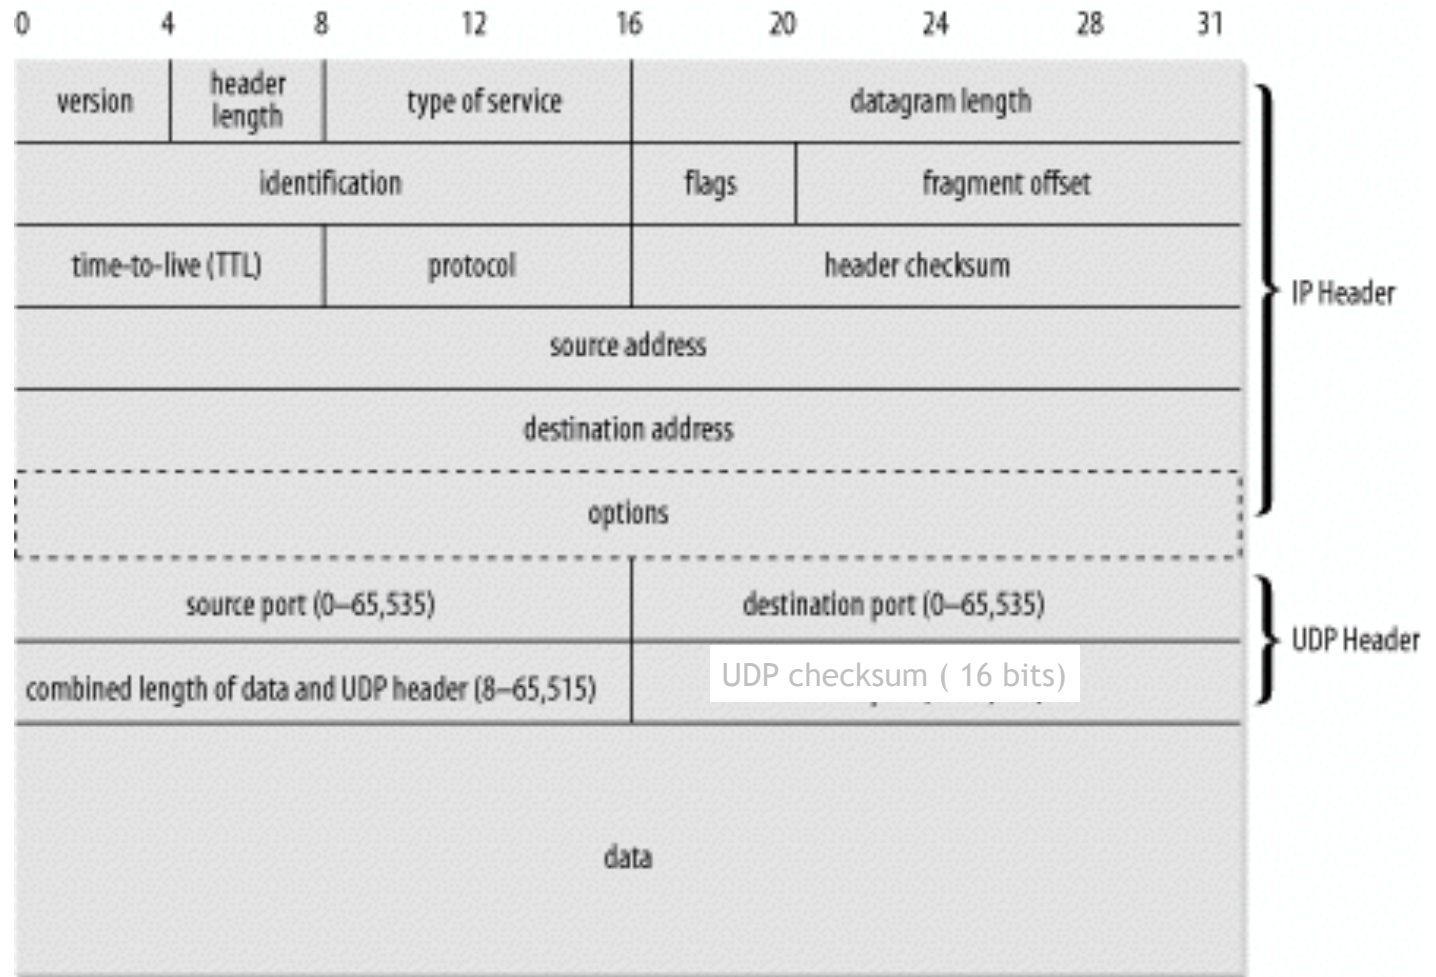 0 4 8 12 16 20 24 28 31
version
header
length
type of service
datagram length
identification
flags
fragment offset
time-to-live (TTL)
protocol
header checksum
IP Header
source address
destination address
options
source port (0–65,535)
destination port (0–65,535)
UDP Header
combined length of data and UDP header (8–65,515)
UDP checksum ( 16 bits)
data